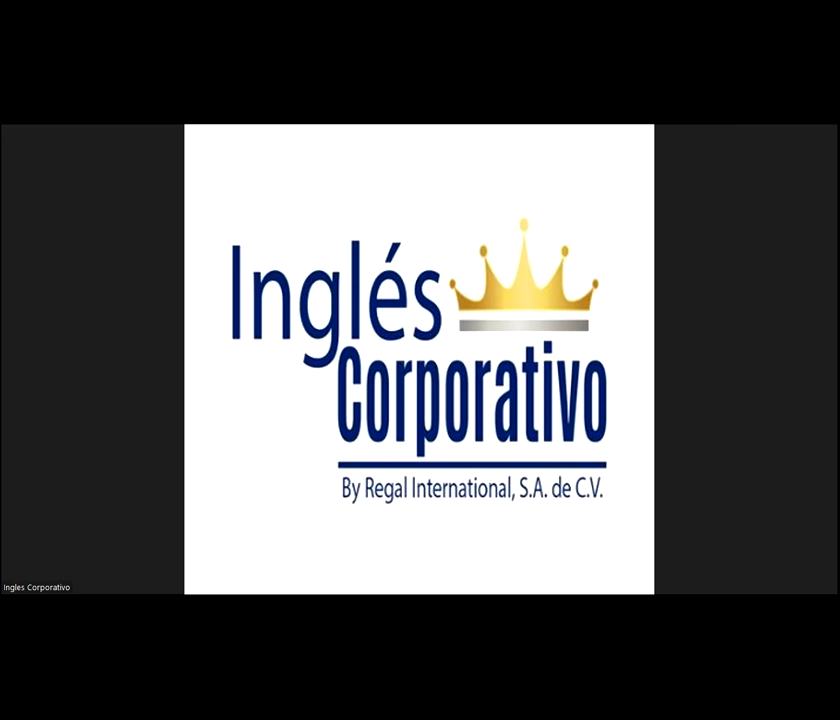 Inglés
Corporativo
By Regal International, S.A. de C.V.
Ingles Corporativo